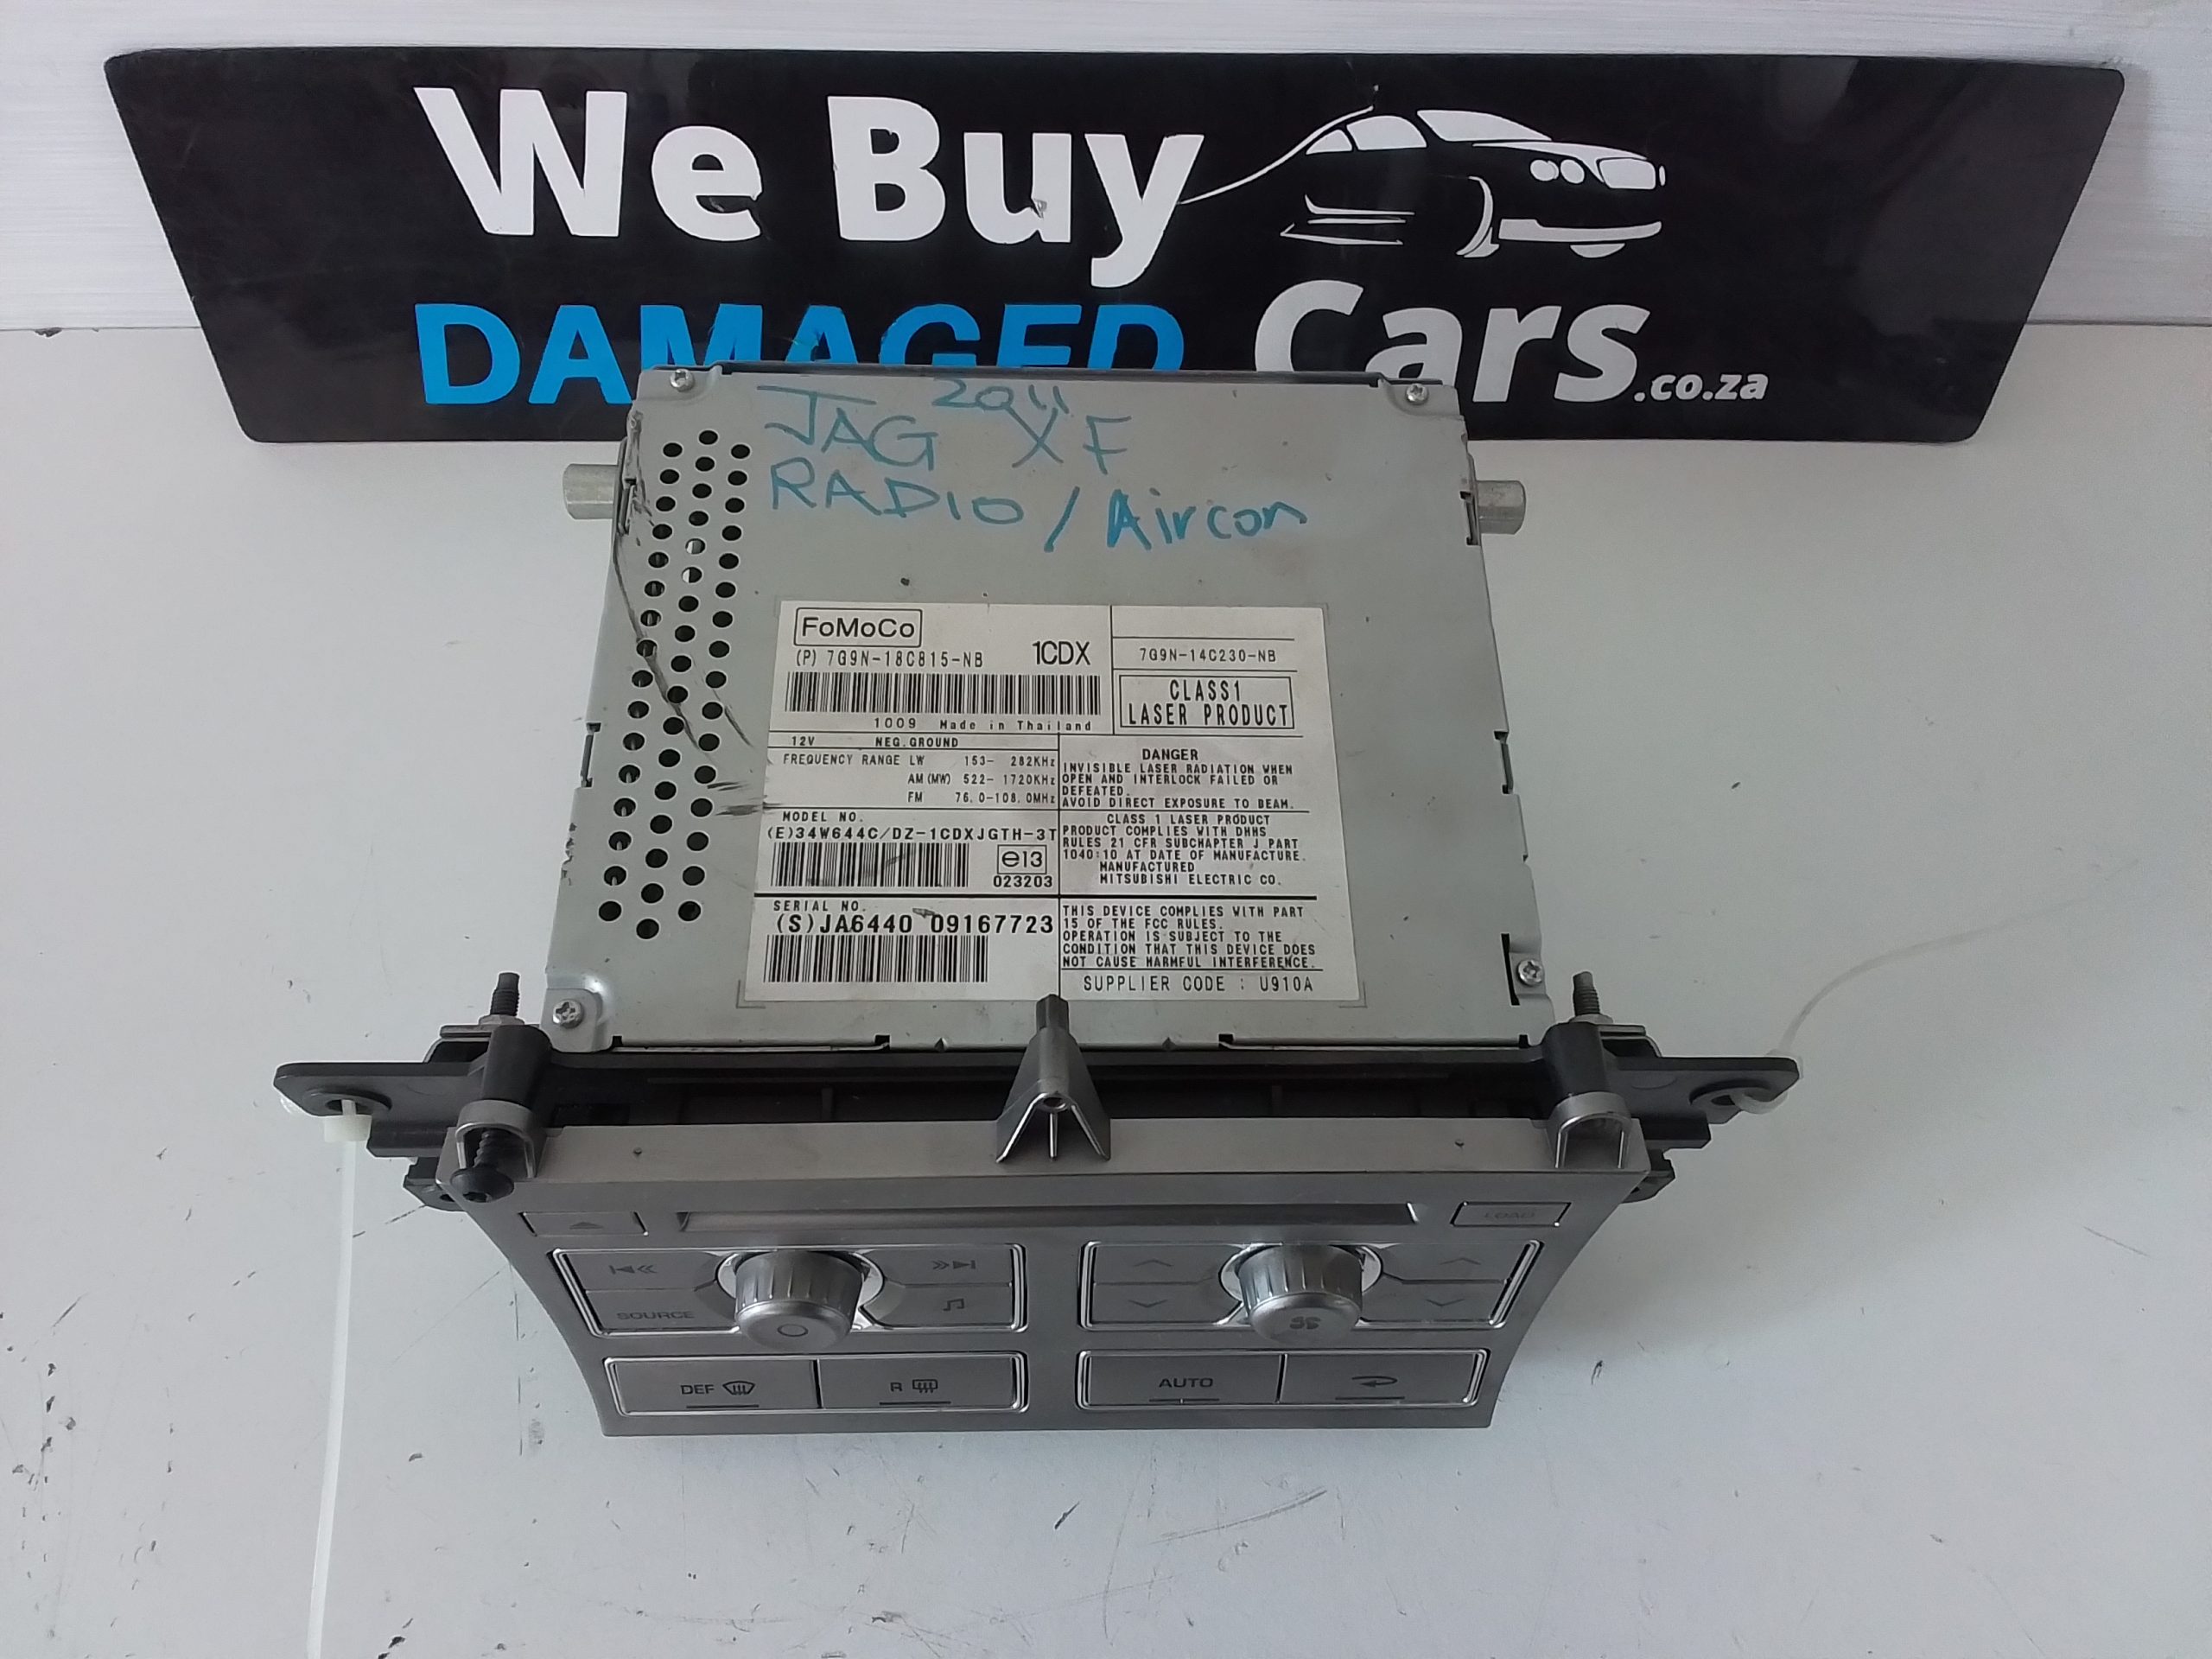 We Buy
DAMAGED Cars.co.za
2011
JAG XF
RADIO / Aircon
FoMoCo
(P) 7G9N-18C815-NB 1CDX
1009 Made in Thailand
7G9N-14C230-NB
CLASS1
LASER PRODUCT
12V NEG.GROUND
FREQUENCY RANGE LW 153- 282KHz
AM(MW) 522- 1720KHz
FM 76.0-108.0MHz
MODEL NO.
(E)34W644C/DZ-1CDXJGTH-3T
e13
023203
SERIAL NO.
(S)JA6440 09167723
DANGER
INVISIBLE LASER RADIATION WHEN
OPEN AND INTERLOCK FAILED OR
DEFEATED.
AVOID DIRECT EXPOSURE TO BEAM.
CLASS 1 LASER PRODUCT
PRODUCT COMPLIES WITH DHHS
RULES 21 CFR SUBCHAPTER J PART
1040:10 AT DATE OF MANUFACTURE.
MANUFACTURED
MITSUBISHI ELECTRIC CO.
THIS DEVICE COMPLIES WITH PART
15 OF THE FCC RULES.
OPERATION IS SUBJECT TO THE
CONDITION THAT THIS DEVICE DOES
NOT CAUSE HARMFUL INTERFERENCE.
SUPPLIER CODE : U910A
LOAD
SOURCE
DEF
R
AUTO